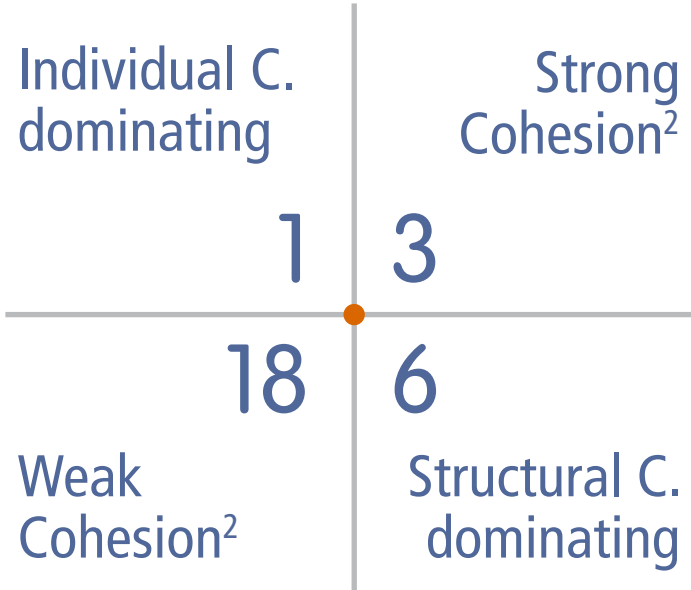 Individual C.
dominating
Strong
Cohesion²
1
3
18
6
Weak
Cohesion²
Structural C.
dominating